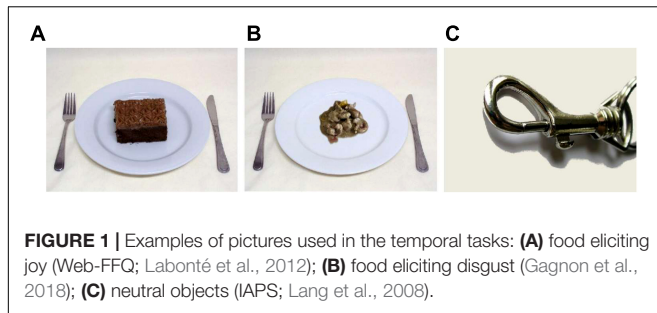 A B C
FIGURE 1 | Examples of pictures used in the temporal tasks: (A) food eliciting
joy (Web-FFQ; Labonté et al., 2012); (B) food eliciting disgust (Gagnon et al.,
2018); (C) neutral objects (IAPS; Lang et al., 2008).